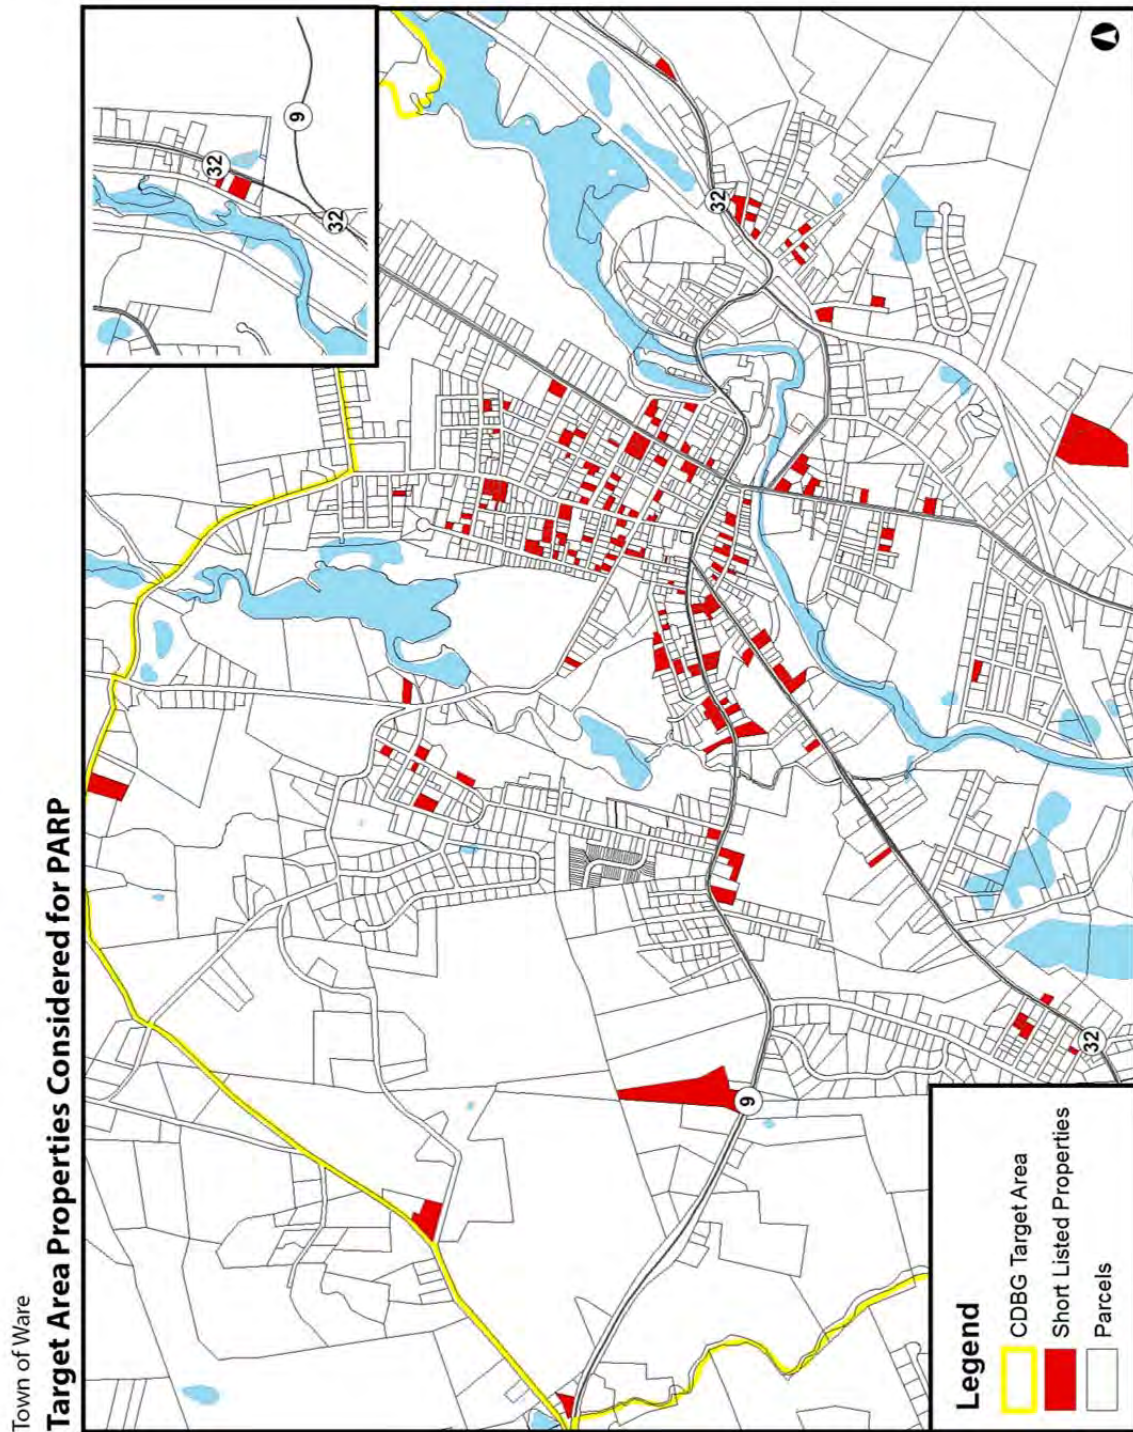 Town of Ware
Target Area Properties Considered for PARP
32
9
32
32
9
32
Legend
CDBG Target Area
Short Listed Properties
Parcels